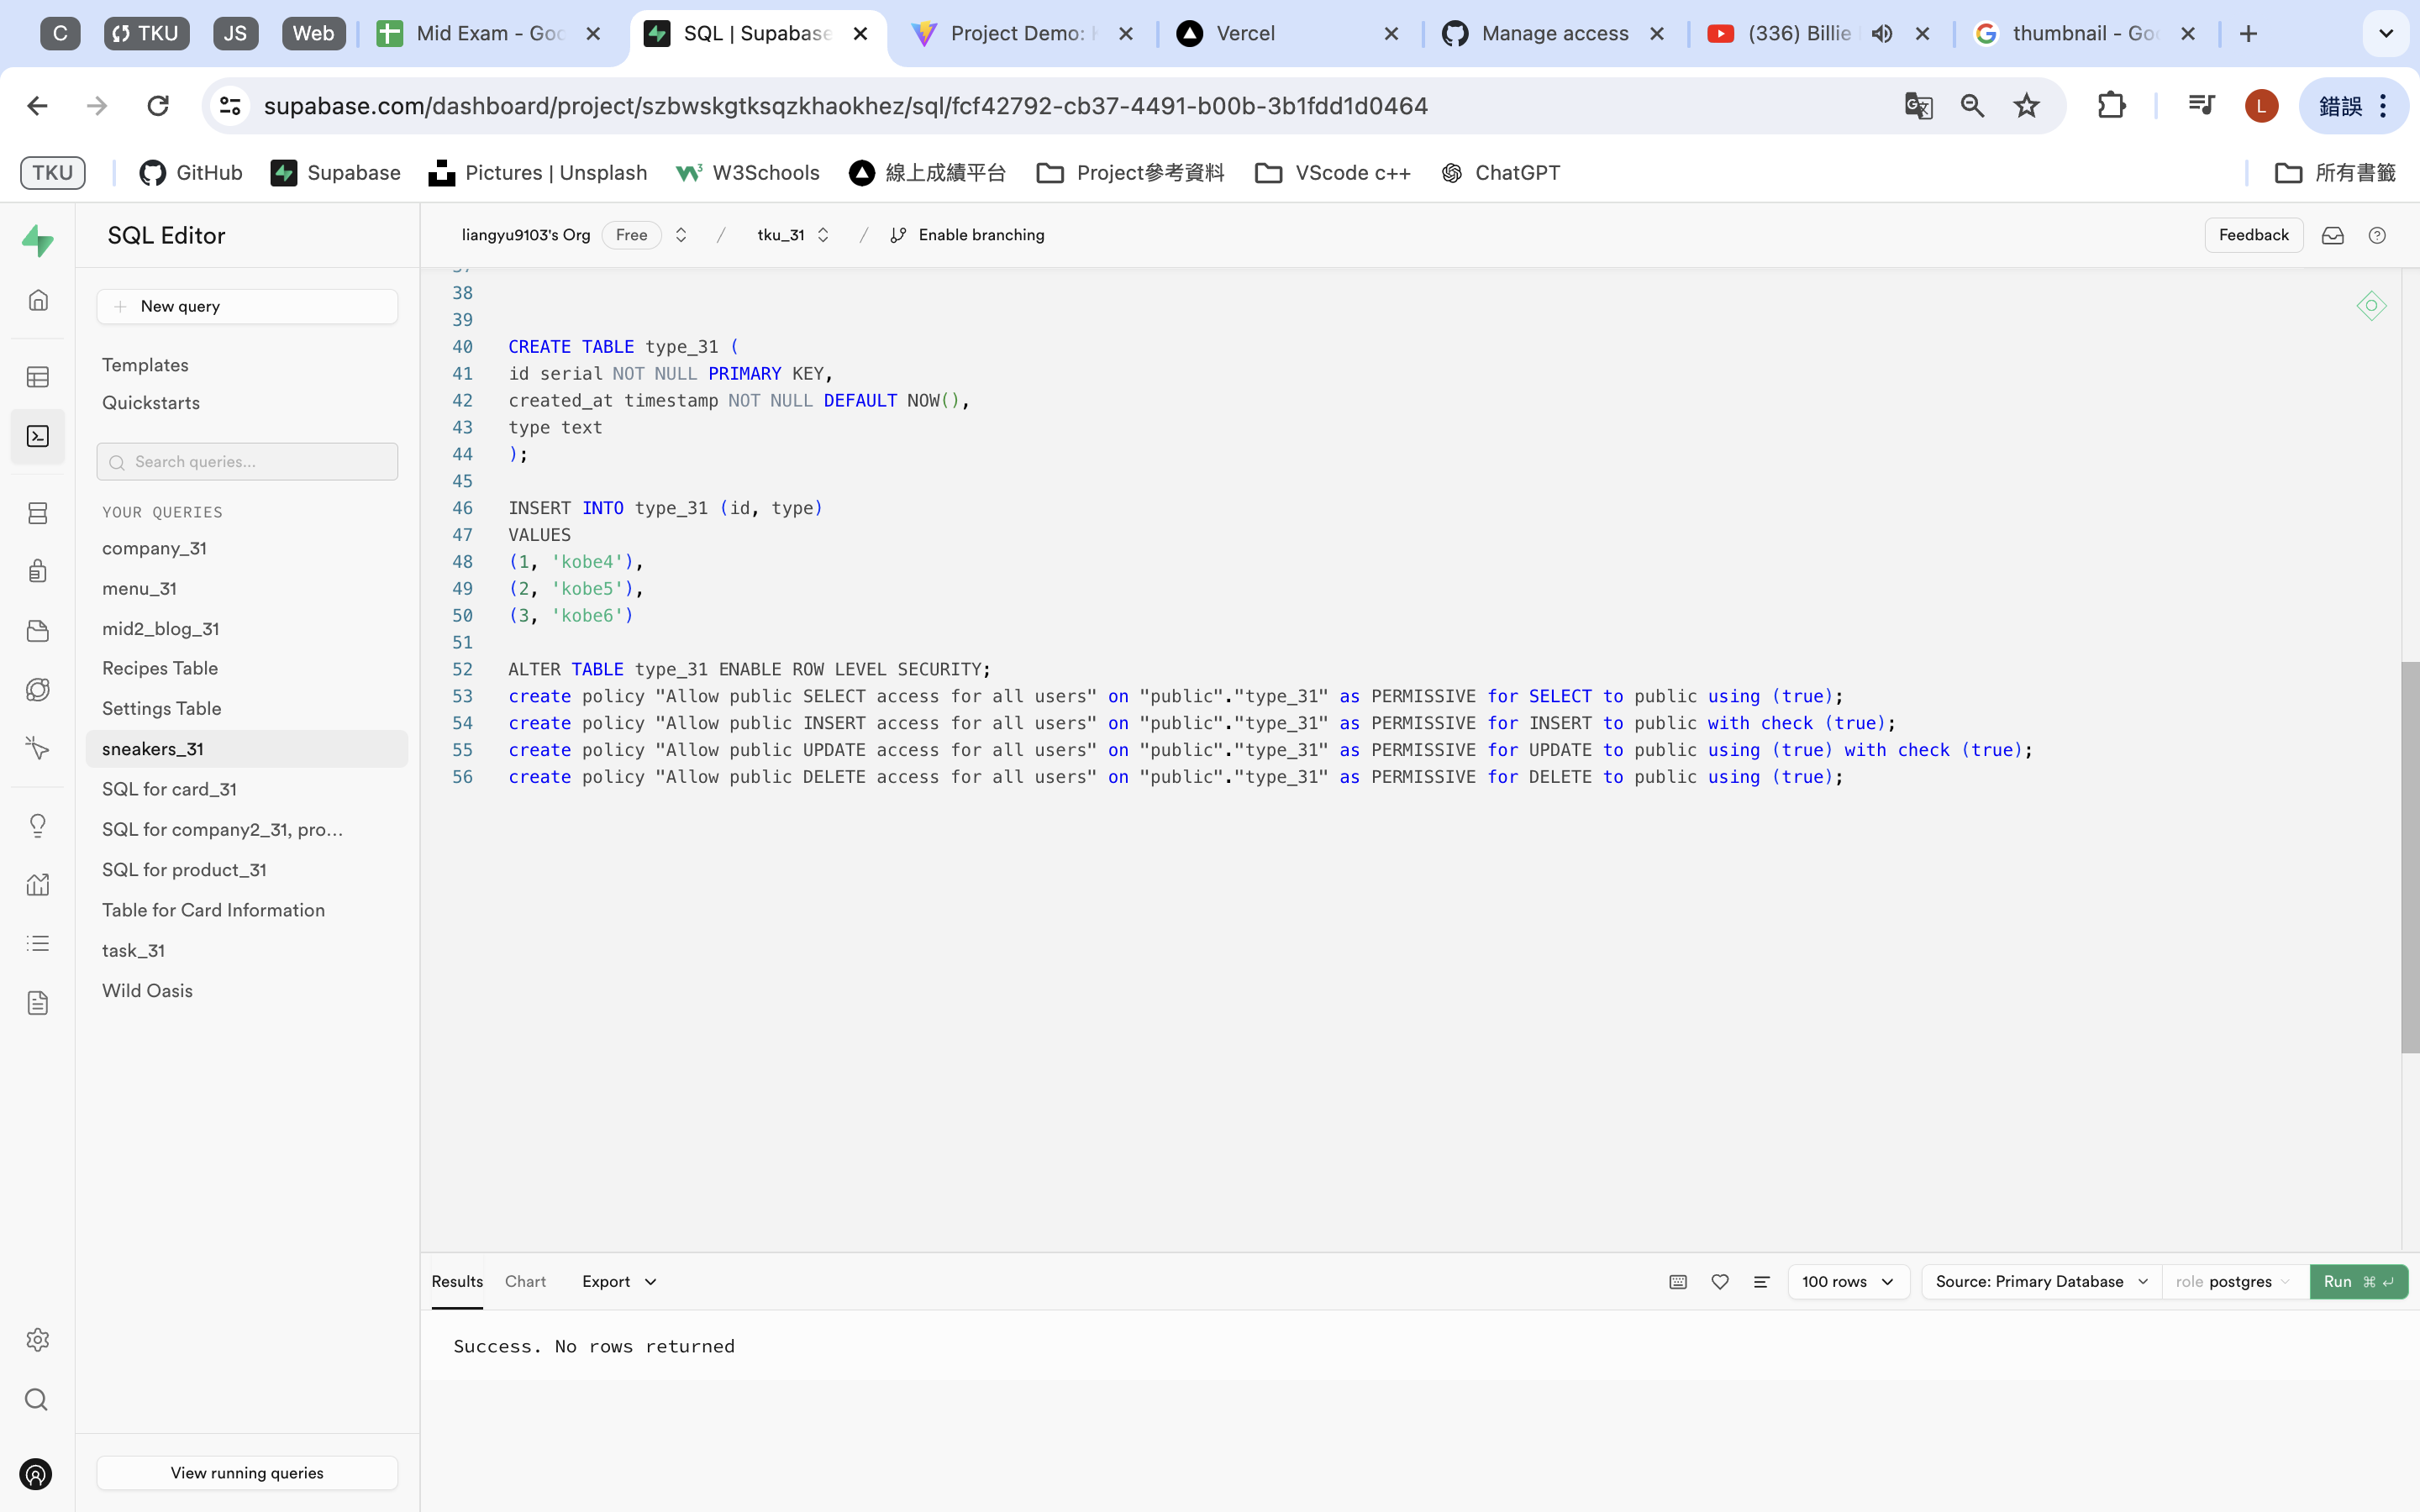 C
TKU
JS
Web
Mid Exam - Goo
SQL | Supabase
Project Demo:
Vercel
Manage access
(336) Billie
thumbnail - Go
supabase.com/dashboard/project/szbwskgtksqzkhaokhez/sql/fcf42792-cb37-4491-b00b-3b1fdd1d0464
L
錯誤
TKU
GitHub
Supabase
Pictures | Unsplash
W3Schools
線上成績平台
Project參考資料
VScode c++
ChatGPT
所有書籤
SQL Editor
liangyu9103's Org
Free
/
tku_31
/
Enable branching
Feedback
New query
Templates
Quickstarts
Search queries...
YOUR QUERIES
company_31
menu_31
mid2_blog_31
Recipes Table
Settings Table
sneakers_31
SQL for card_31
SQL for company2_31, pro...
SQL for product_31
Table for Card Information
task_31
Wild Oasis
View running queries
37
38
39
40 CREATE TABLE type_31 (
41 id serial NOT NULL PRIMARY KEY,
42 created_at timestamp NOT NULL DEFAULT NOW(),
43 type text
44 );
45
46 INSERT INTO type_31 (id, type)
47 VALUES
48 (1, 'kobe4'),
49 (2, 'kobe5'),
50 (3, 'kobe6')
51
52 ALTER TABLE type_31 ENABLE ROW LEVEL SECURITY;
53 create policy "Allow public SELECT access for all users" on "public"."type_31" as PERMISSIVE for SELECT to public using (true);
54 create policy "Allow public INSERT access for all users" on "public"."type_31" as PERMISSIVE for INSERT to public with check (true);
55 create policy "Allow public UPDATE access for all users" on "public"."type_31" as PERMISSIVE for UPDATE to public using (true) with check (true);
56 create policy "Allow public DELETE access for all users" on "public"."type_31" as PERMISSIVE for DELETE to public using (true);
Results
Chart
Export
100 rows
Source: Primary Database
role postgres
Run ⌘ ↵
Success. No rows returned